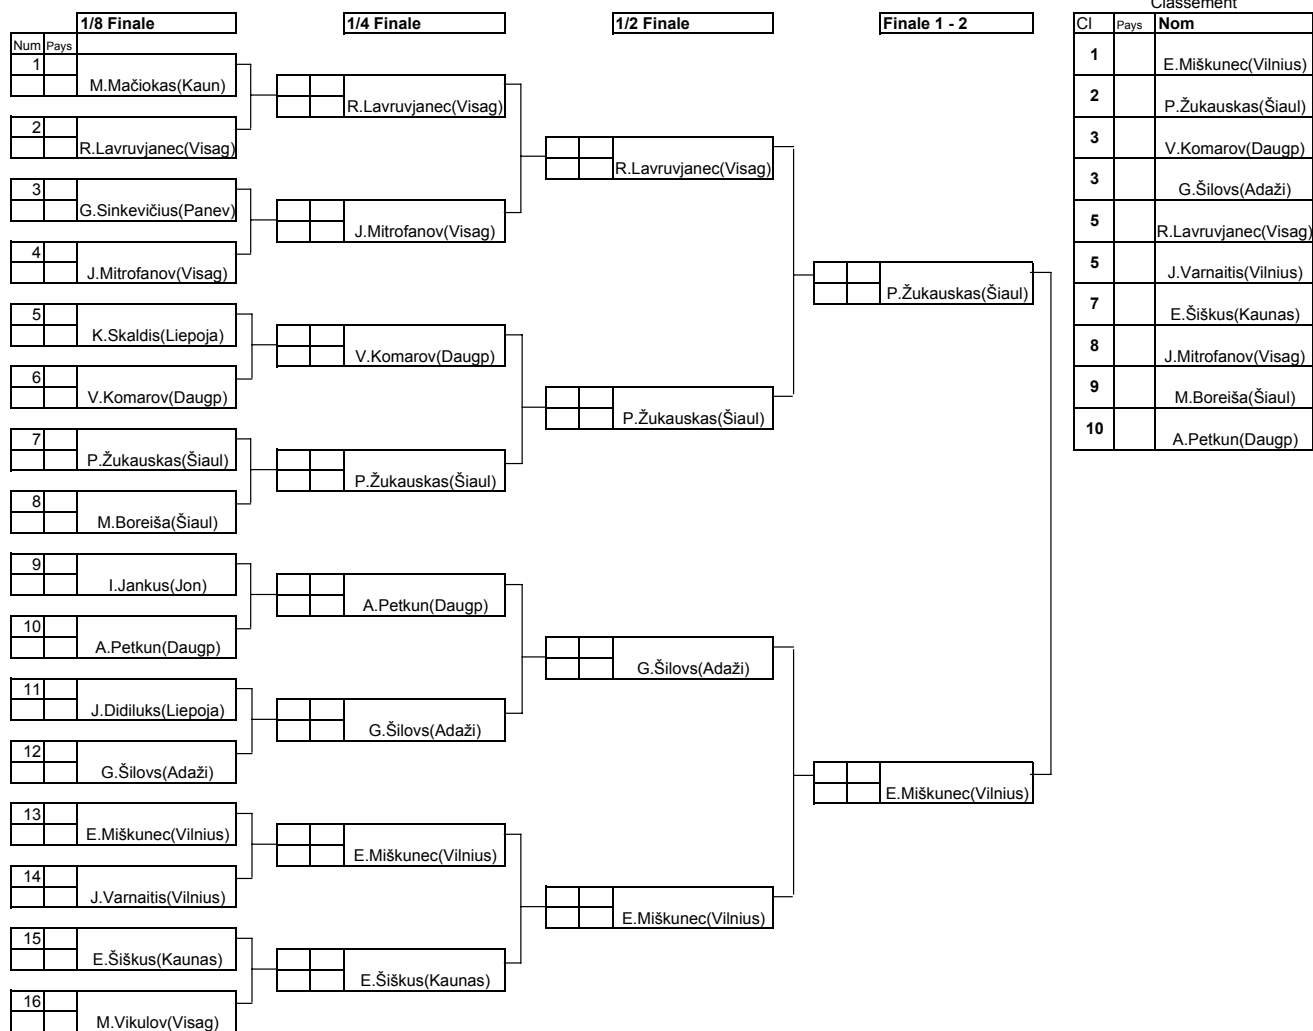 Classement
1/8 Finale
1/4 Finale
1/2 Finale
Finale 1 - 2
Cl Pays Nom
Num Pays
1
M.Mačiokas(Kaun)
2
R.Lavruvjanec(Visag)
3
G.Sinkevičius(Panev)
4
J.Mitrofanov(Visag)
5
K.Skaldis(Liepoja)
6
V.Komarov(Daugp)
7
P.Žukauskas(Šiaul)
8
M.Boreiša(Šiaul)
9
I.Jankus(Jon)
10
A.Petkun(Daugp)
11
J.Didiluks(Liepoja)
12
G.Šilovs(Adaži)
13
E.Miškunec(Vilnius)
14
J.Varnaitis(Vilnius)
15
E.Šiškus(Kaunas)
16
M.Vikulov(Visag)
R.Lavruvjanec(Visag)
J.Mitrofanov(Visag)
V.Komarov(Daugp)
P.Žukauskas(Šiaul)
A.Petkun(Daugp)
G.Šilovs(Adaži)
E.Miškunec(Vilnius)
E.Šiškus(Kaunas)
R.Lavruvjanec(Visag)
P.Žukauskas(Šiaul)
G.Šilovs(Adaži)
E.Miškunec(Vilnius)
P.Žukauskas(Šiaul)
E.Miškunec(Vilnius)
1 E.Miškunec(Vilnius)
2 P.Žukauskas(Šiaul)
3 V.Komarov(Daugp)
3 G.Šilovs(Adaži)
5 R.Lavruvjanec(Visag)
5 J.Varnaitis(Vilnius)
7 E.Šiškus(Kaunas)
8 J.Mitrofanov(Visag)
9 M.Boreiša(Šiaul)
10 A.Petkun(Daugp)